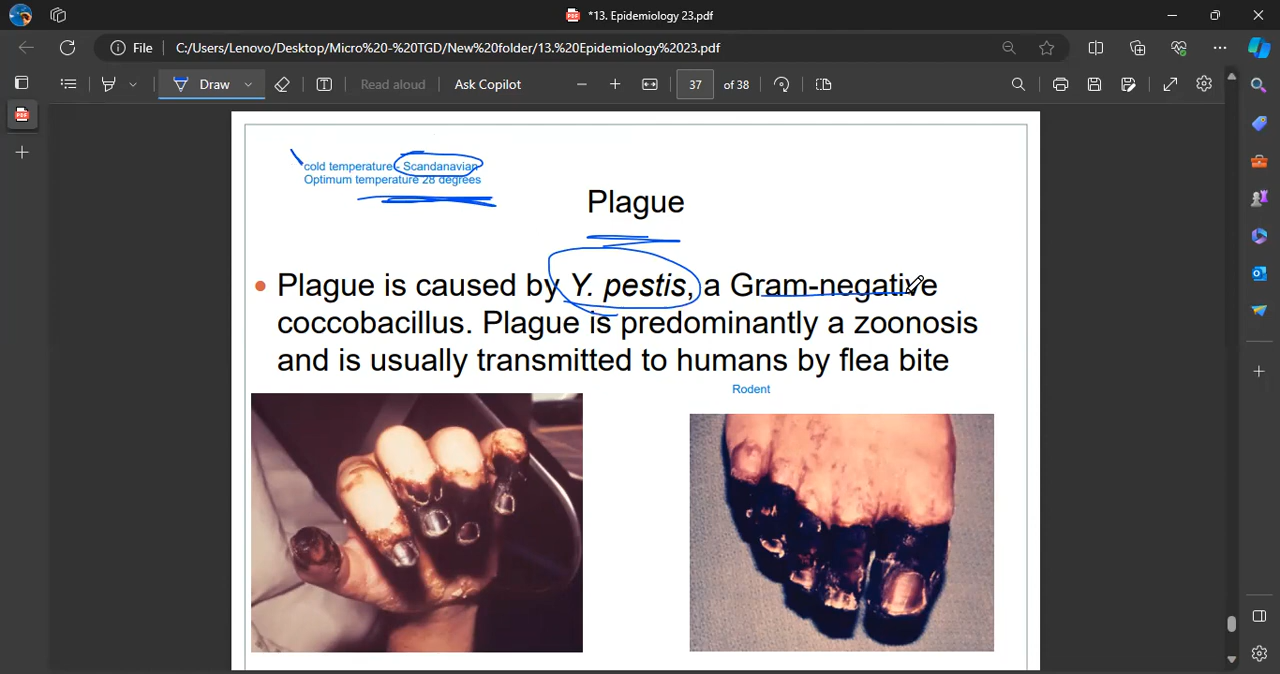 *13. Epidemiology 23.pdf
File
C:/Users/Lenovo/Desktop/Micro%20-%20TGD/New%20folder/13.%20Epidemiology%2023.pdf
Draw
Read aloud
Ask Copilot
37
of 38
cold temperature - Scandanavian
Optimum temperature 28 degrees
Plague
• Plague is caused by Y. pestis, a Gram-negative
coccobacillus. Plague is predominantly a zoonosis
and is usually transmitted to humans by flea bite
Rodent